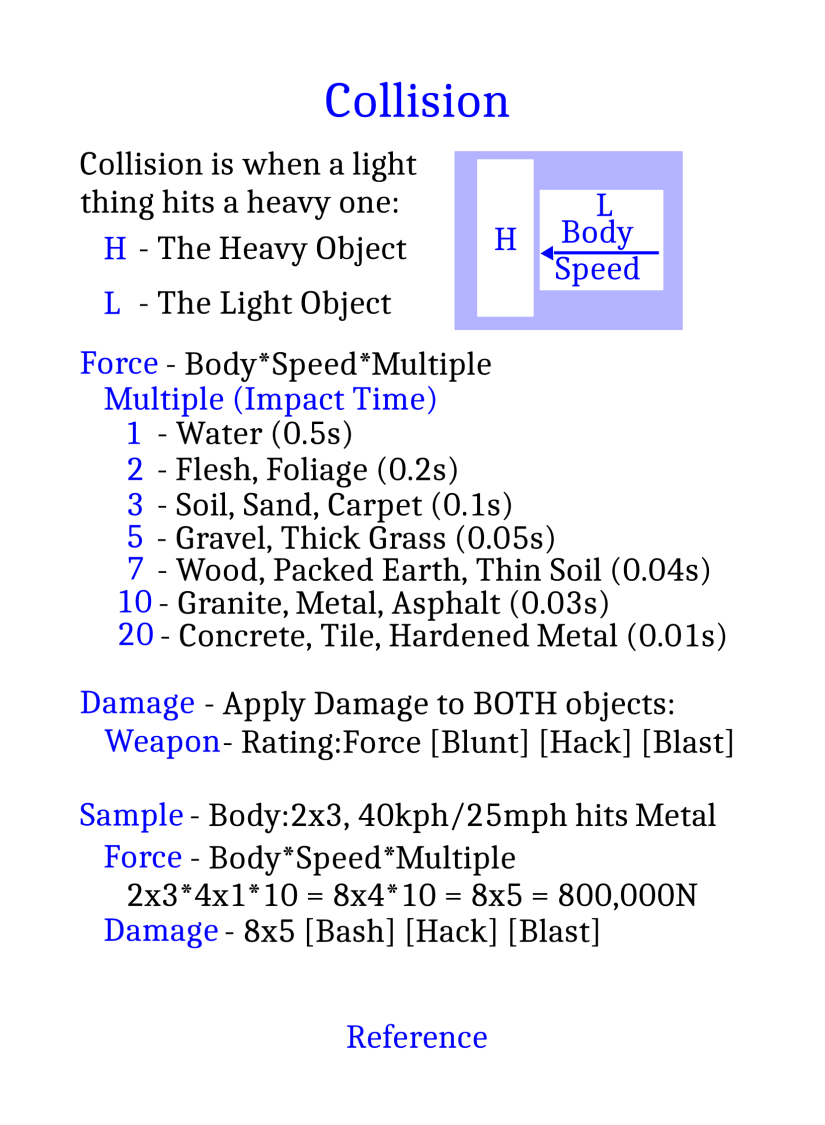 Collision
Collision is when a light
thing hits a heavy one:
H - The Heavy Object
L - The Light Object
H
L
Body
Speed
Force - Body*Speed*Multiple
Multiple (Impact Time)
1 - Water (0.5s)
2 - Flesh, Foliage (0.2s)
3 - Soil, Sand, Carpet (0.1s)
5 - Gravel, Thick Grass (0.05s)
7 - Wood, Packed Earth, Thin Soil (0.04s)
10 - Granite, Metal, Asphalt (0.03s)
20 - Concrete, Tile, Hardened Metal (0.01s)
Damage - Apply Damage to BOTH objects:
Weapon - Rating:Force [Blunt] [Hack] [Blast]
Sample - Body:2x3, 40kph/25mph hits Metal
Force - Body*Speed*Multiple
2x3*4x1*10 = 8x4*10 = 8x5 = 800,000N
Damage - 8x5 [Bash] [Hack] [Blast]
Reference